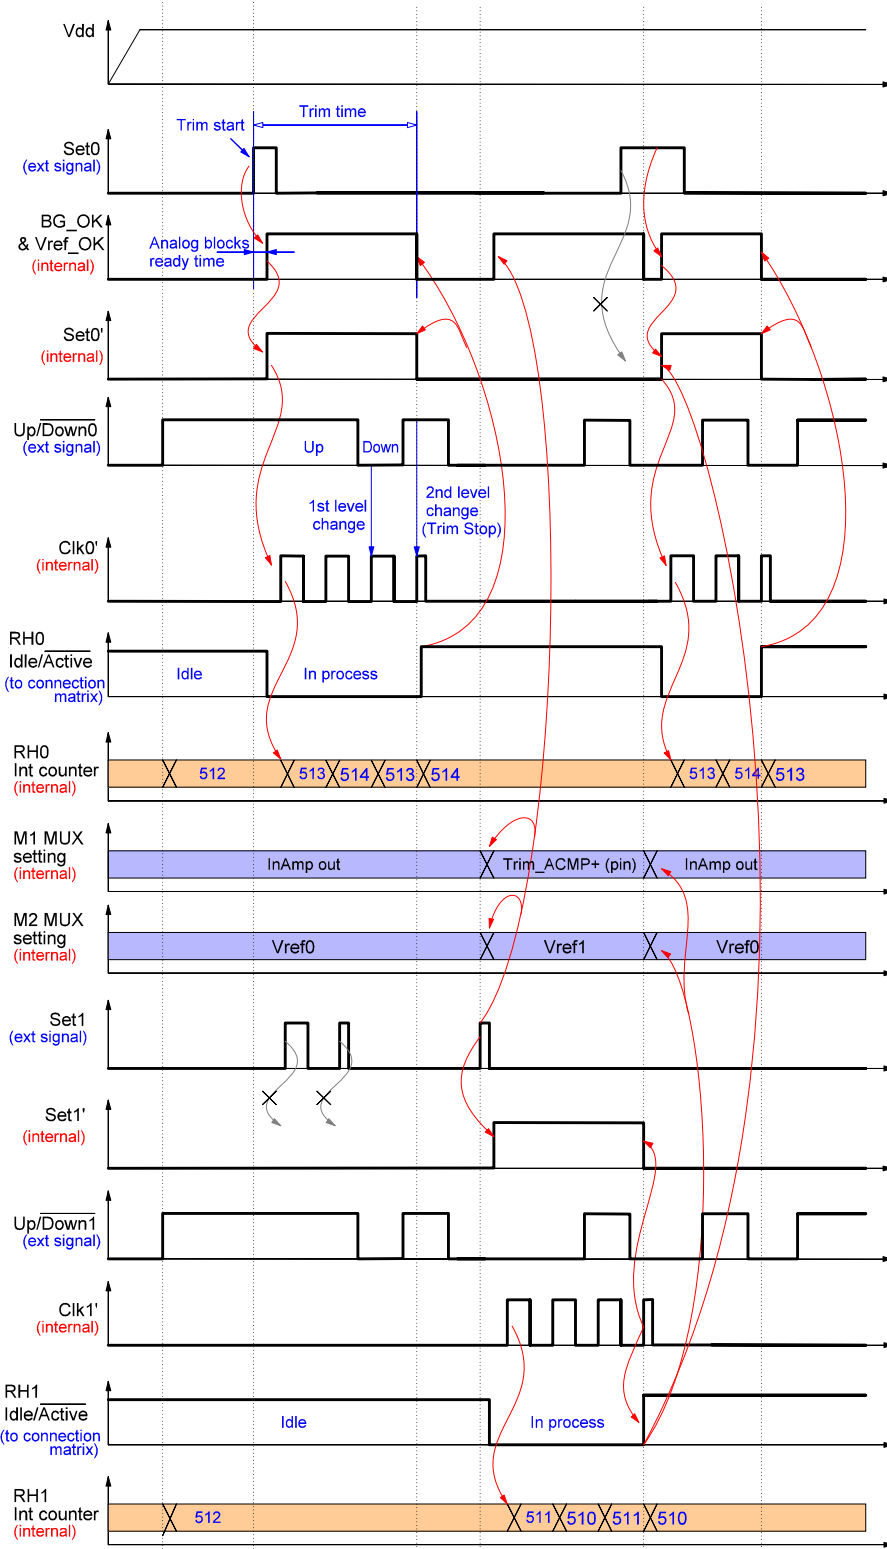 Vdd
Trim time
Trim start
Set0
(ext signal)
BG_OK
& Vref_OK
(internal)
Analog blocks
ready time
Set0'
(internal)
Up/Down0
(ext signal)
Up
Down
1st level
change
2nd level
change
(Trim Stop)
Clk0'
(internal)
RH0
Idle/Active
(to connection
matrix)
Idle
In process
RH0
Int counter
(internal)
512
513
514
513
514
513
514
513
M1 MUX
setting
(internal)
InAmp out
Trim_ACMP+ (pin)
InAmp out
M2 MUX
setting
(internal)
Vref0
Vref1
Vref0
Set1
(ext signal)
Set1'
(internal)
Up/Down1
(ext signal)
Clk1'
(internal)
RH1
Idle/Active
(to connection
matrix)
Idle
In process
RH1
Int counter
(internal)
512
511
510
511
510